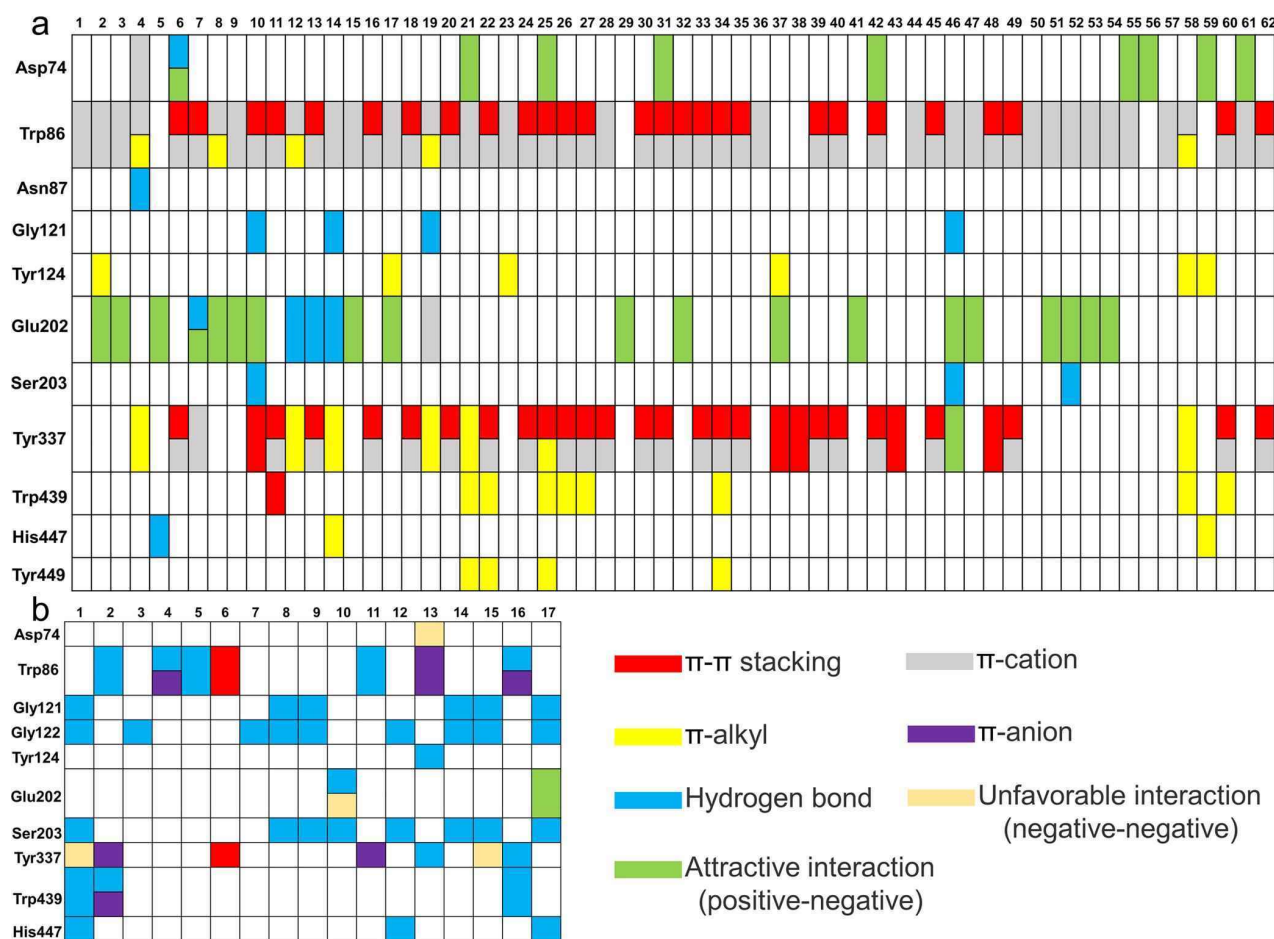 a
1 2 3 4 5 6 7 8 9 10 11 12 13 14 15 16 17 18 19 20 21 22 23 24 25 26 27 28 29 30 31 32 33 34 35 36 37 38 39 40 41 42 43 44 45 46 47 48 49 50 51 52 53 54 55 56 57 58 59 60 61 62
Asp74
Trp86
Asn87
Gly121
Tyr124
Glu202
Ser203
Tyr337
Trp439
His447
Tyr449
b
1 2 3 4 5 6 7 8 9 10 11 12 13 14 15 16 17
Asp74
Trp86
Gly121
Gly122
Tyr124
Glu202
Ser203
Tyr337
Trp439
His447
π-π stacking
π-cation
π-alkyl
π-anion
Hydrogen bond
Unfavorable interaction
(negative-negative)
Attractive interaction
(positive-negative)